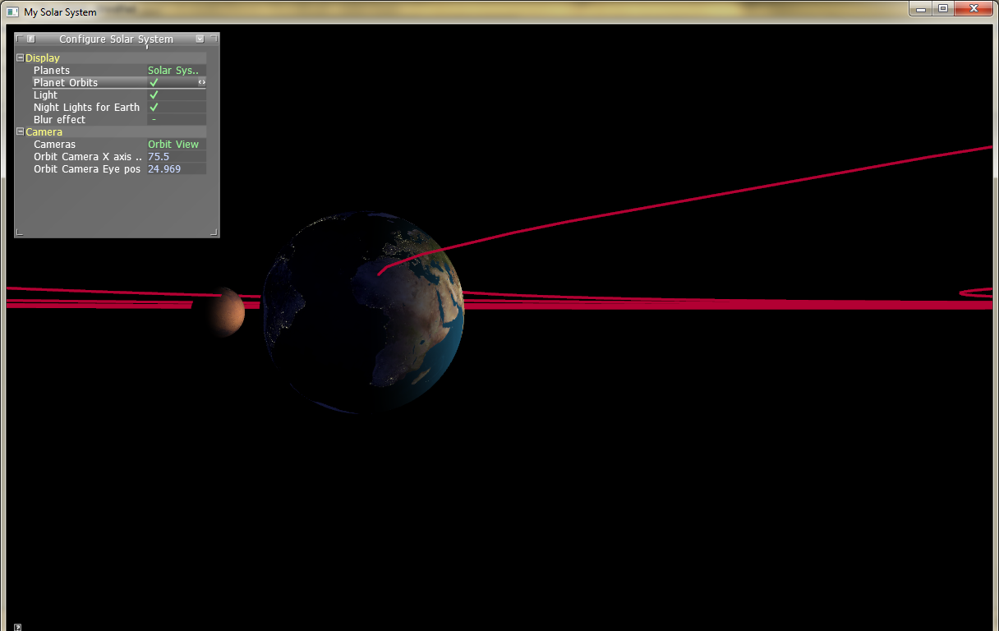 My Solar System
Configure Solar System
Display
Planets Solar Sys..
Planet Orbits
Light
Night Lights for Earth
Blur effect -
Camera
Cameras Orbit View
Orbit Camera X axis .. 75.5
Orbit Camera Eye pos 24.969
?